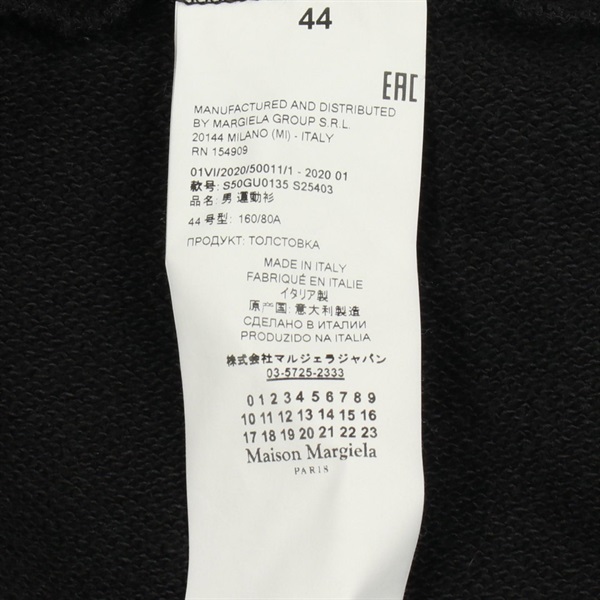 44
EAC
MANUFACTURED AND DISTRIBUTED
BY MARGIELA GROUP S.R.L.
20144 MILANO (MI) - ITALY
RN 154909
01VI/2020/50011/1 - 2020 01
款号: S50GU0135 S25403
品名: 男 運動衫
44 号型: 160/80A
ПРОДУКТ: ТОЛСТОВКА
MADE IN ITALY
FABRIQUÉ EN ITALIE
イタリア製
原产国: 意大利製造
СДЕЛАНО В ИТАЛИИ
PRODUZIDO NA ITALIA
株式会社マルジェラジャパン
03-5725-2333
0 1 2 3 4 5 6 7 8 9
10 11 12 13 14 15 16
17 18 19 20 21 22 23
Maison Margiela
PARIS